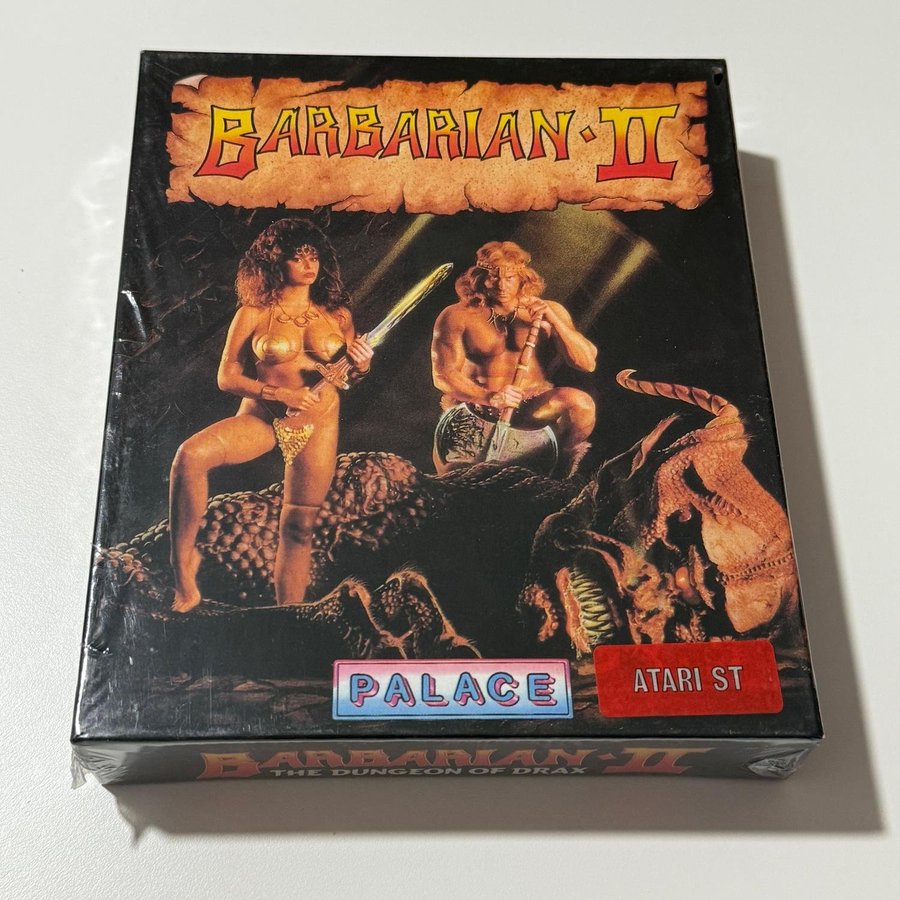 BARBARIAN · II
PALACE
ATARI ST
BARBARIAN · II
THE DUNGEON OF DRAX